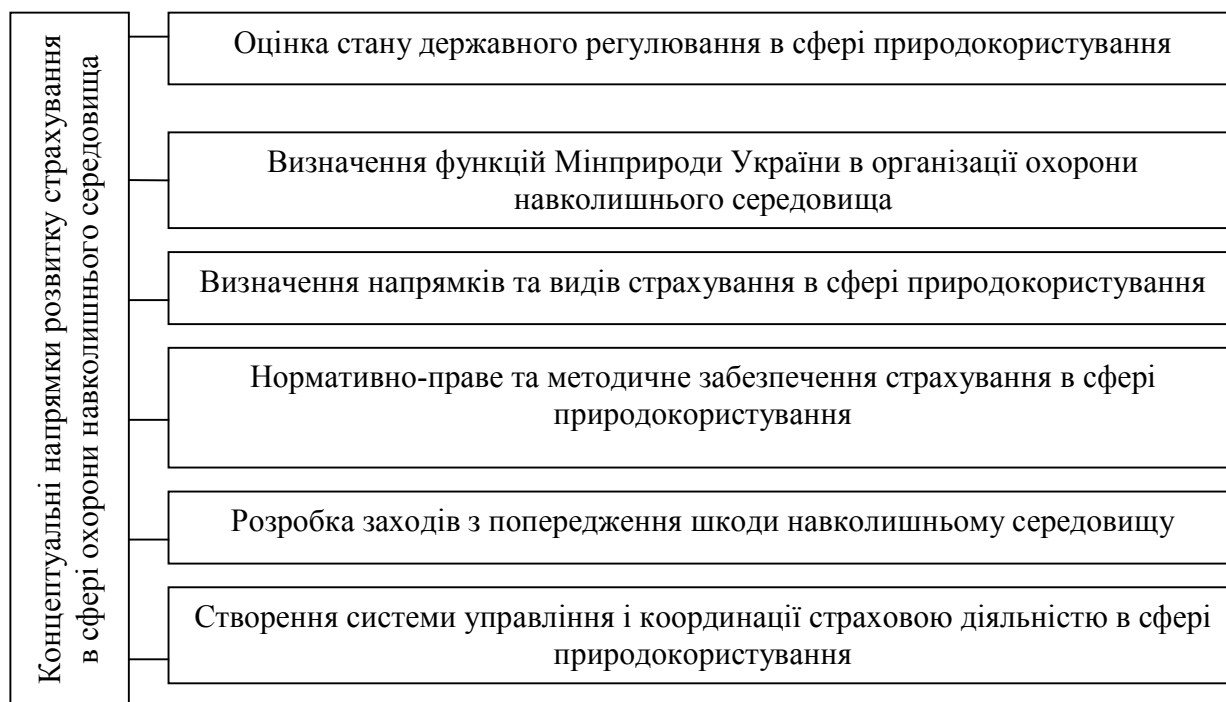 Концептуальні напрямки розвитку страхування
в сфері охорони навколишнього середовища
Оцінка стану державного регулювання в сфері природокористування
Визначення функцій Мінприроди України в організації охорони
навколишнього середовища
Визначення напрямків та видів страхування в сфері природокористування
Нормативно-праве та методичне забезпечення страхування в сфері
природокористування
Розробка заходів з попередження шкоди навколишньому середовищу
Створення системи управління і координації страховою діяльністю в сфері
природокористування